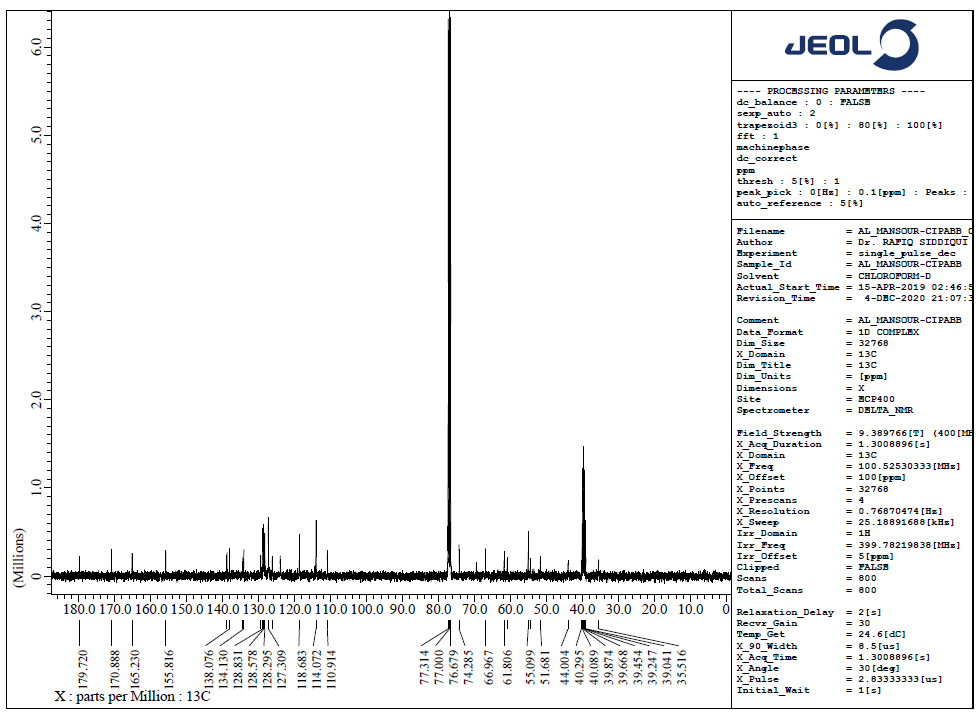 JEOL
---- PROCESSING PARAMETERS ----
dc_balance : 0 : FALSE
sexp_auto : 2
trapezoid3 : 0[%] : 80[%] : 100[%]
fft : 1
machinephase
dc_correct
ppm
thresh : 5[%] : 1
peak_pick : 0[Hz] : 0.1[ppm] : Peaks :
auto_reference : 5[%]
Filename = AL_MANSOUR-CIPABB_
Author = Dr. RAFIQ SIDDIQUI
Experiment = single_pulse_dec
Sample_Id = AL_MANSOUR-CIPABB
Solvent = CHLOROFORM-D
Actual_Start_Time = 15-APR-2019 02:46:5
Revision_Time = 4-DEC-2020 21:07:3
Comment = AL_MANSOUR-CIPABB
Data_Format = 1D COMPLEX
Dim_Size = 32768
X_Domain = 13C
Dim_Title = 13C
Dim_Units = [ppm]
Dimensions = X
Site = ECP400
Spectrometer = DELTA_NMR
Field_Strength = 9.389766[T] (400[MH
X_Acq_Duration = 1.3008896[s]
X_Domain = 13C
X_Freq = 100.52530333[MHz]
X_Offset = 100[ppm]
X_Points = 32768
X_Prescans = 4
X_Resolution = 0.76870474[Hz]
X_Sweep = 25.18891688[kHz]
Irr_Domain = 1H
Irr_Freq = 399.78219838[MHz]
Irr_Offset = 5[ppm]
Clipped = FALSE
Scans = 800
Total_Scans = 800
Relaxation_Delay = 2[s]
Recvr_Gain = 30
Temp_Get = 24.6[dC]
X_90_Width = 8.5[us]
X_Acq_Time = 1.3008896[s]
X_Angle = 30[deg]
X_Pulse = 2.83333333[us]
Initial_Wait = 1[s]
6.0
5.0
4.0
3.0
2.0
1.0
0
(Millions)
180.0 170.0 160.0 150.0 140.0 130.0 120.0 110.0 100.0 90.0 80.0 70.0 60.0 50.0 40.0 30.0 20.0 10.0 0
179.720
170.888
165.230
155.816
138.076
134.130
128.831
128.578
128.295
127.309
118.683
114.072
110.914
77.314
77.000
76.679
74.285
66.967
61.806
55.099
51.681
44.004
40.295
40.089
39.874
39.668
39.454
39.247
39.041
35.516
X : parts per Million : 13C